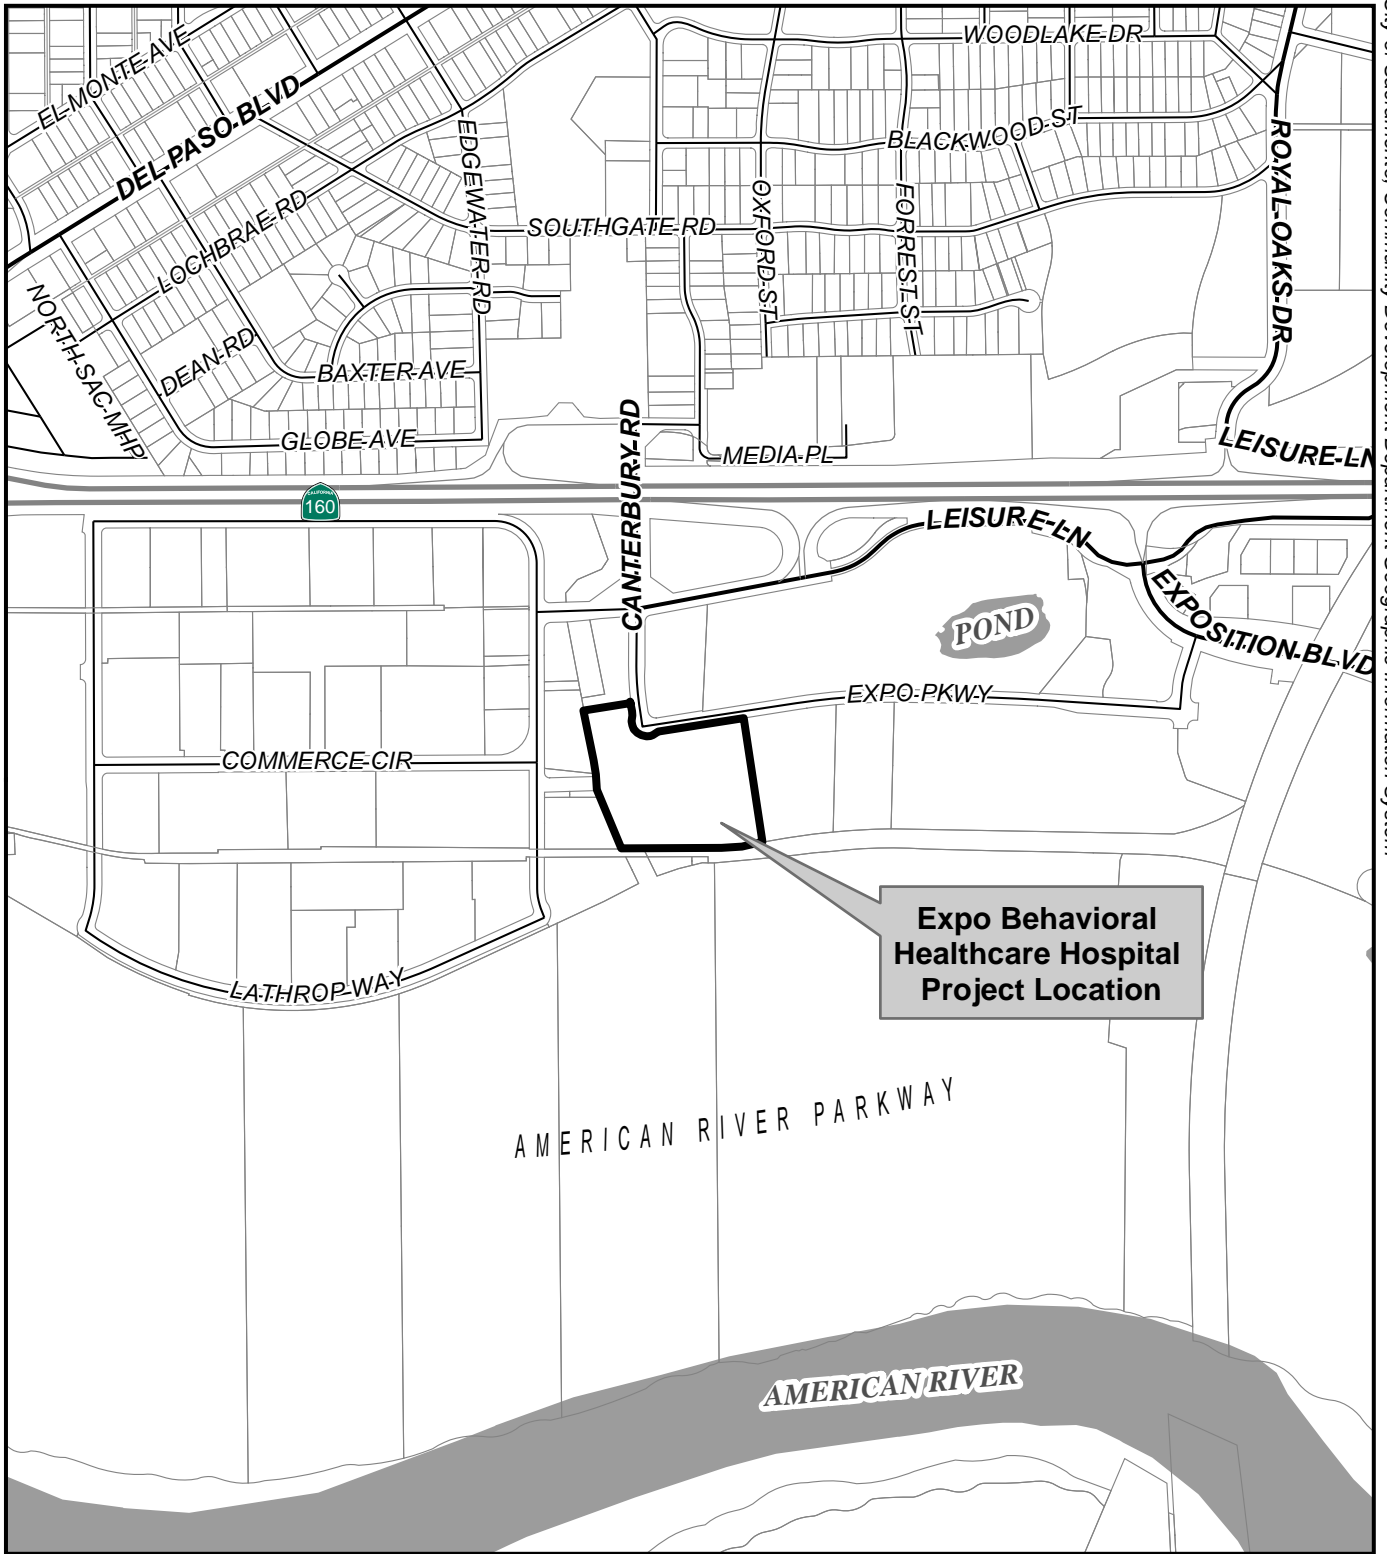 WOODLAKE DR
EL MONTE AVE
DEL PASO BLVD
BLACKWOOD ST
EDGEWATER RD
ROYAL OAKS DR
OXFORD ST
FORREST ST
LOCHBRAE RD
SOUTHGATE RD
NORTH SAC MHP
DEAN RD
BAXTER AVE
GLOBE AVE
CANTERBURY RD
MEDIA PL
LEISURE LN
CALIFORNIA
160
LEISURE LN
EXPOSITION BLVD
POND
EXPO PKWY
COMMERCE CIR
Expo Behavioral
Healthcare Hospital
Project Location
LATHROP WAY
AMERICAN RIVER PARKWAY
AMERICAN RIVER